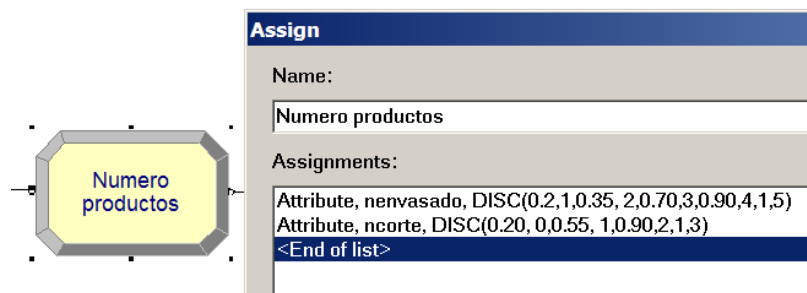 Assign
Name:
Numero productos
Numero
productos
Assignments:
Attribute, nenvasado, DISC(0.2,1,0.35, 2,0.70,3,0.90,4,1,5)
Attribute, ncorte, DISC(0.20, 0,0.55, 1,0.90,2,1,3)
<End of list>